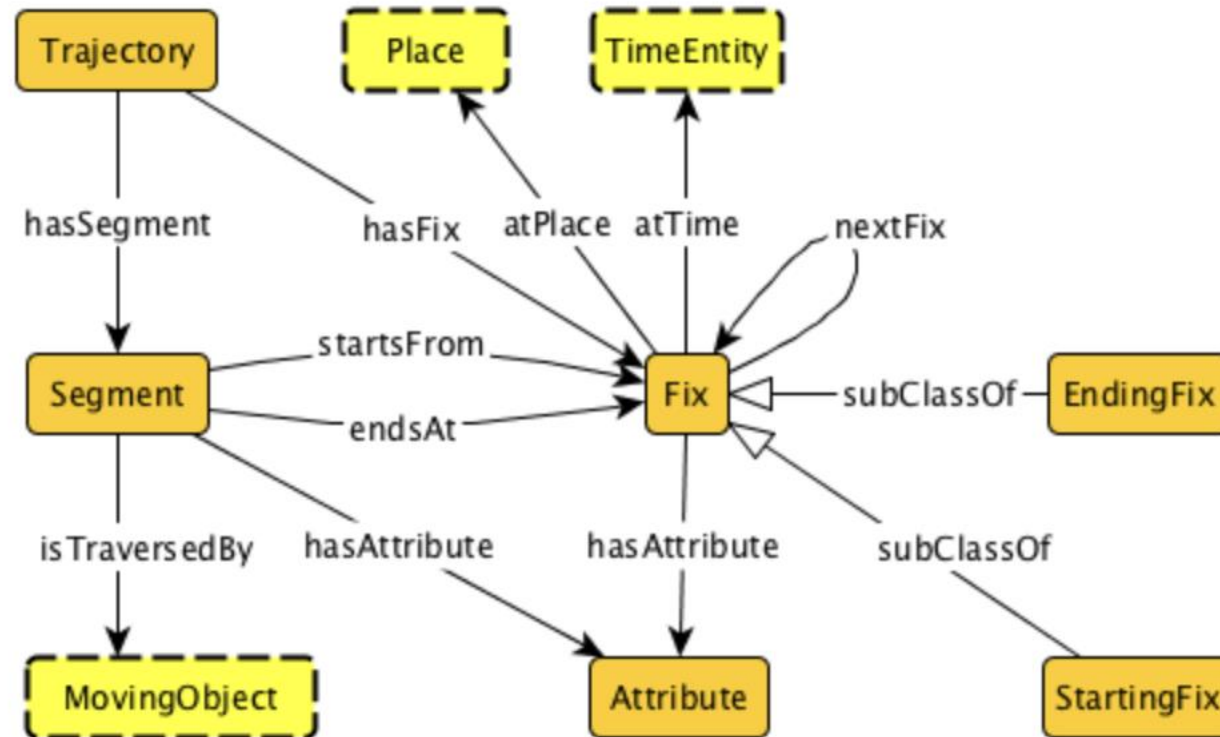 Trajectory
Place
TimeEntity
hasSegment
hasFix
atPlace
atTime
nextFix
startsFrom
Segment
Fix
subClassOf
EndingFix
endsAt
isTraversedBy
hasAttribute
hasAttribute
subClassOf
MovingObject
Attribute
StartingFix